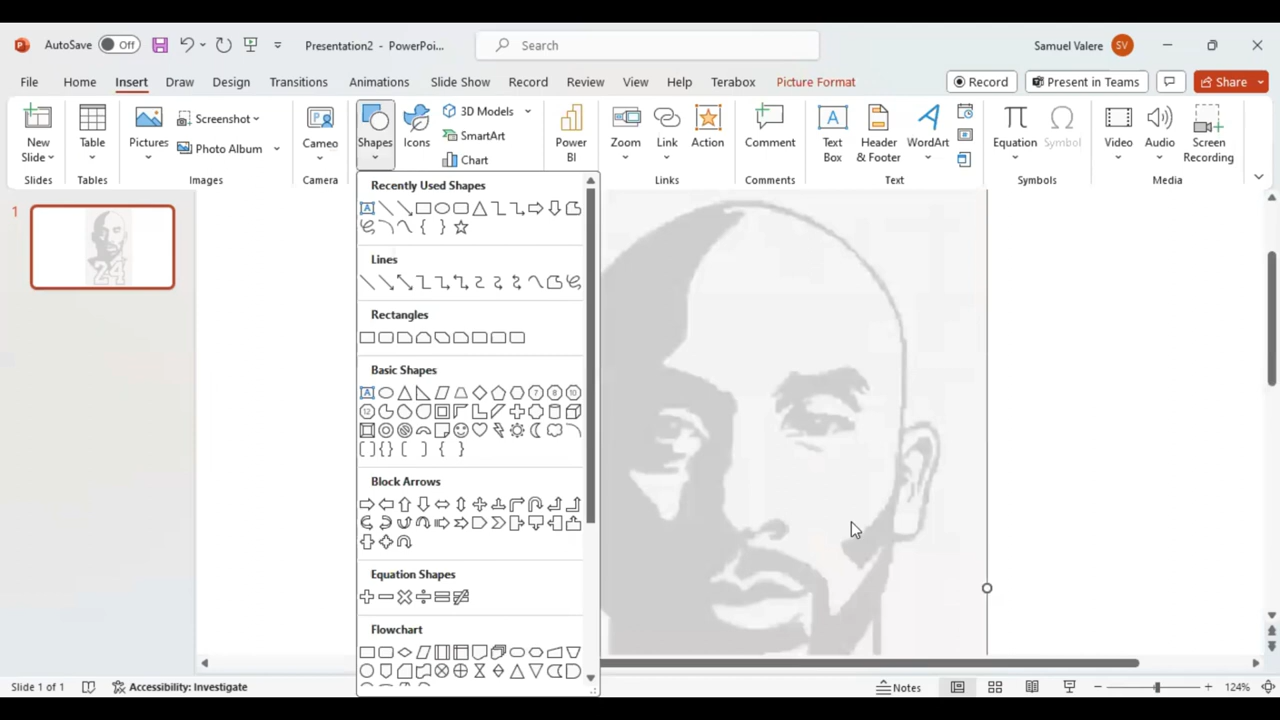 AutoSave Off Presentation2 - PowerPoi... Search Samuel Valere SV
File Home Insert Draw Design Transitions Animations Slide Show Record Review View Help Terabox Picture Format Record Present in Teams Share
New Slide
Slides
Table
Tables
Pictures
Screenshot
Photo Album
Images
Cameo
Camera
Shapes
Icons
3D Models
SmartArt
Chart
Power BI
Zoom
Link
Action
Links
Comment
Comments
Text Box
Header & Footer
WordArt
Text
Equation
Symbol
Symbols
Video
Audio
Screen Recording
Media
1
24
Recently Used Shapes
Lines
Rectangles
Basic Shapes
Block Arrows
Equation Shapes
Flowchart
Slide 1 of 1 Accessibility: Investigate Notes 124%